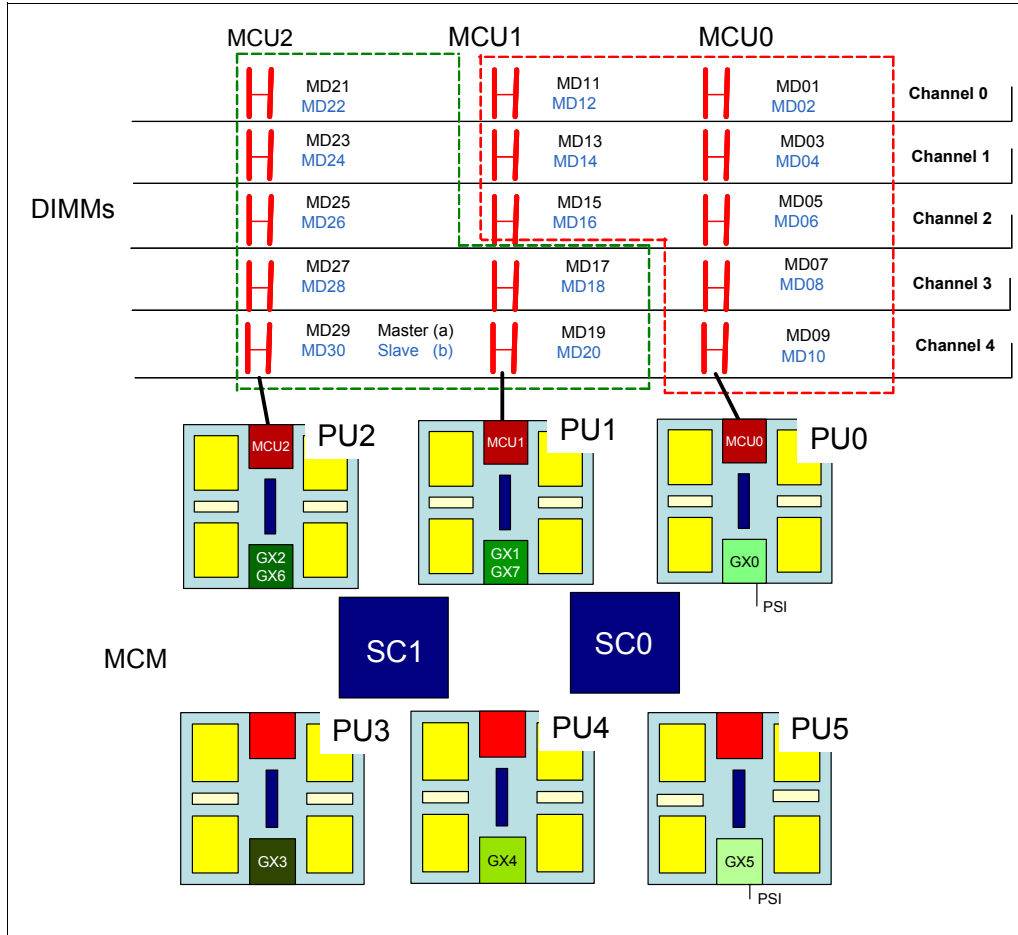 MCU2 MCU1 MCU0
MD21 MD11 MD01 Channel 0
MD22 MD12 MD02
MD23 MD13 MD03 Channel 1
MD24 MD14 MD04
DIMMs
MD25 MD15 MD05 Channel 2
MD26 MD16 MD06
MD27 MD17 MD07 Channel 3
MD28 MD18 MD08
MD29 Master (a) MD19 MD09 Channel 4
MD30 Slave (b) MD20 MD10
MCU2 PU2 MCU1 PU1 MCU0 PU0
GX2 GX1 GX0
GX6 GX7
PSI
MCM
SC1 SC0
PU3 PU4 PU5
GX3 GX4 GX5
PSI